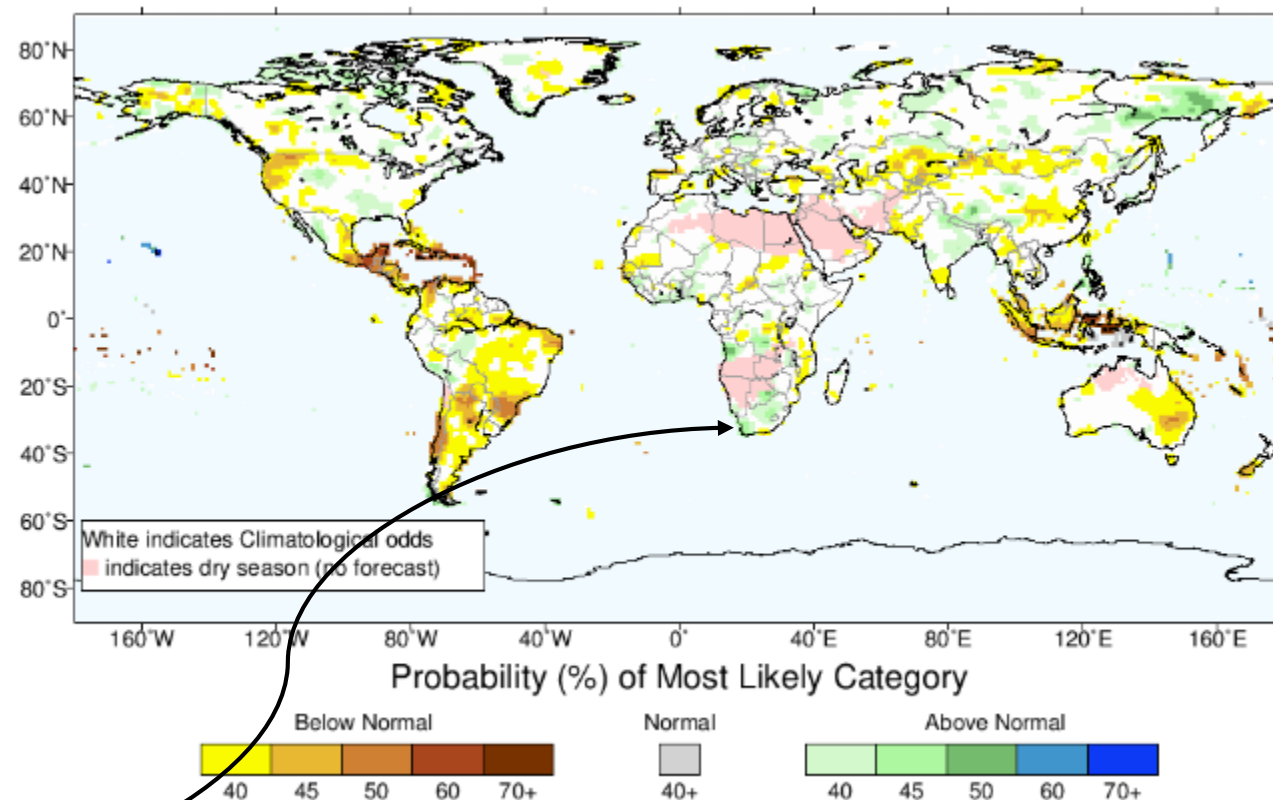 80°N
60°N
40°N
20°N
0°
20°S
40°S
60°S
80°S
White indicates Climatological odds
indicates dry season (no forecast)
160°W 120°W 80°W 40°W 0° 40°E 80°E 120°E 160°E
Probability (%) of Most Likely Category
Below Normal Normal Above Normal
40 45 50 60 70+ 40+ 40 45 50 60 70+